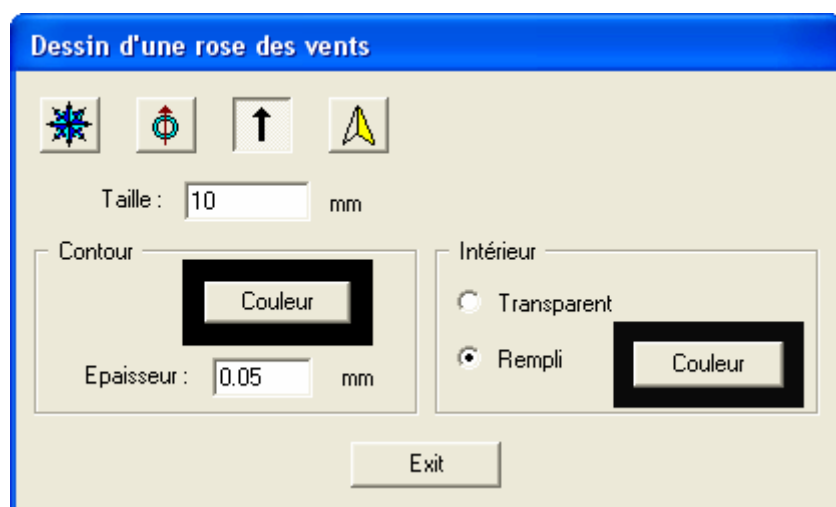 Dessin d'une rose des vents
Taille : 10 mm
Contour
Couleur
Epaisseur : 0.05 mm
Intérieur
Transparent
Rempli
Couleur
Exit